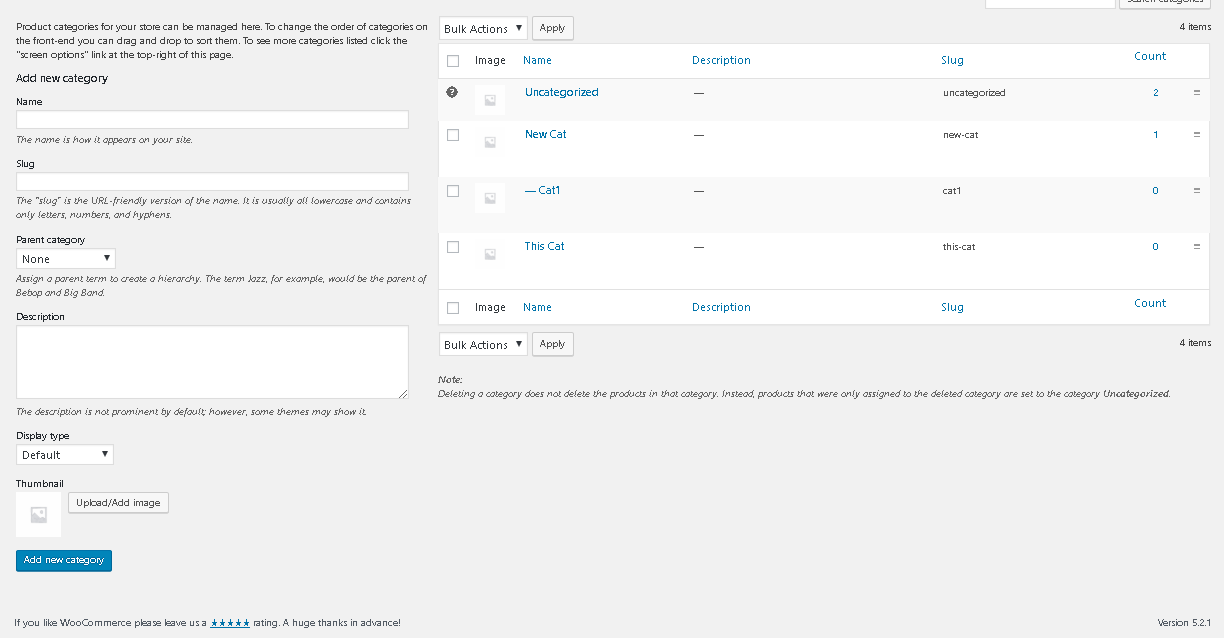 Product categories for your store can be managed here. To change the order of categories on
the front-end you can drag and drop to sort them. To see more categories listed click the
"screen options" link at the top-right of this page.
Add new category
Name
The name is how it appears on your site.
Slug
The "slug" is the URL-friendly version of the name. It is usually all lowercase and contains
only letters, numbers, and hyphens.
Parent category
None
Assign a parent term to create a hierarchy. The term Jazz, for example, would be the parent of
Bebop and Big Band.
Description
The description is not prominent by default; however, some themes may show it.
Display type
Default
Thumbnail
Upload/Add image
Add new category
Bulk Actions Apply 4 items
Image Name Description Slug Count
Uncategorized — uncategorized 2
New Cat — new-cat 1
— Cat1 — cat1 0
This Cat — this-cat 0
Image Name Description Slug Count
Bulk Actions Apply 4 items
Note:
Deleting a category does not delete the products in that category. Instead, products that were only assigned to the deleted category are set to the category Uncategorized.
If you like WooCommerce please leave us a ★★★★★ rating. A huge thanks in advance! Version 5.2.1